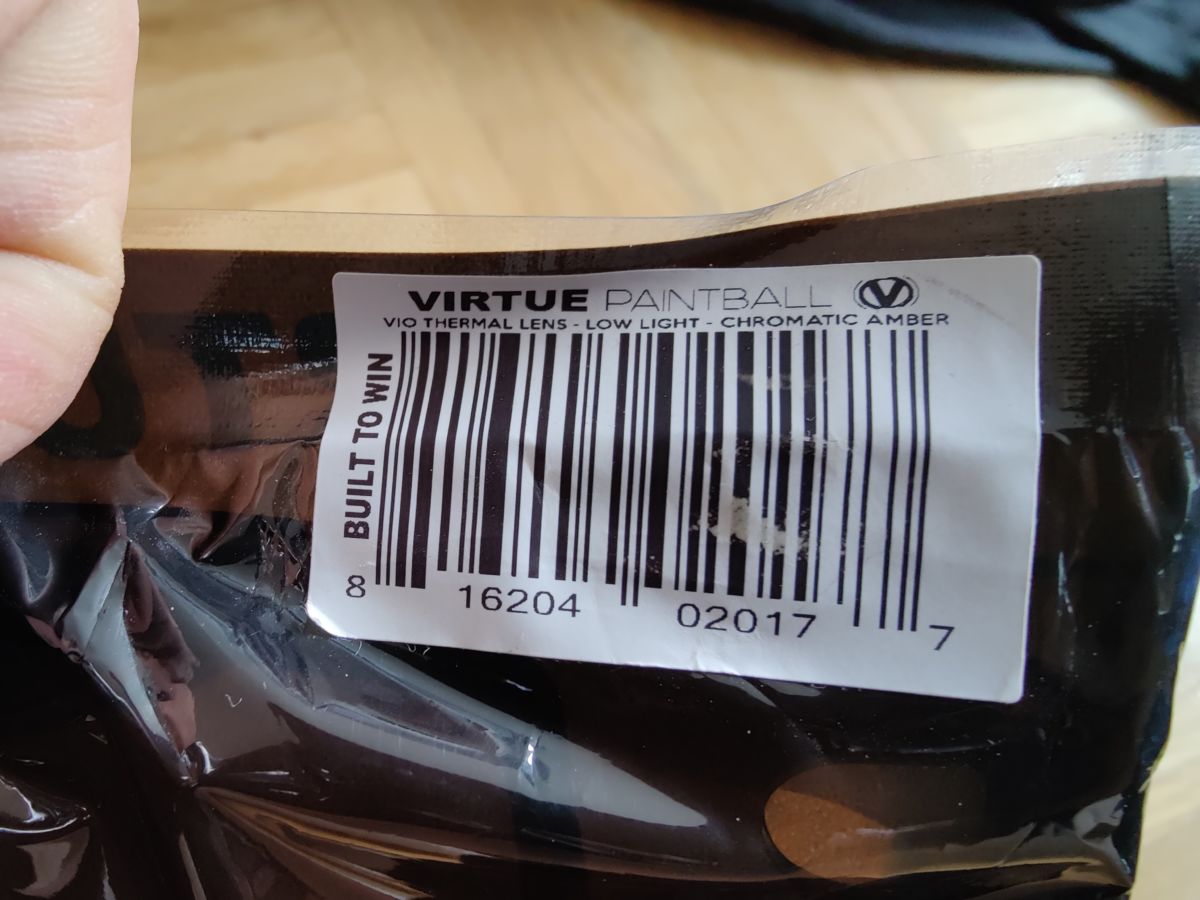 VIRTUE PAINTBALL
VIO THERMAL LENS - LOW LIGHT - CHROMATIC AMBER
BUILT TO WIN
8 16204 02017 7